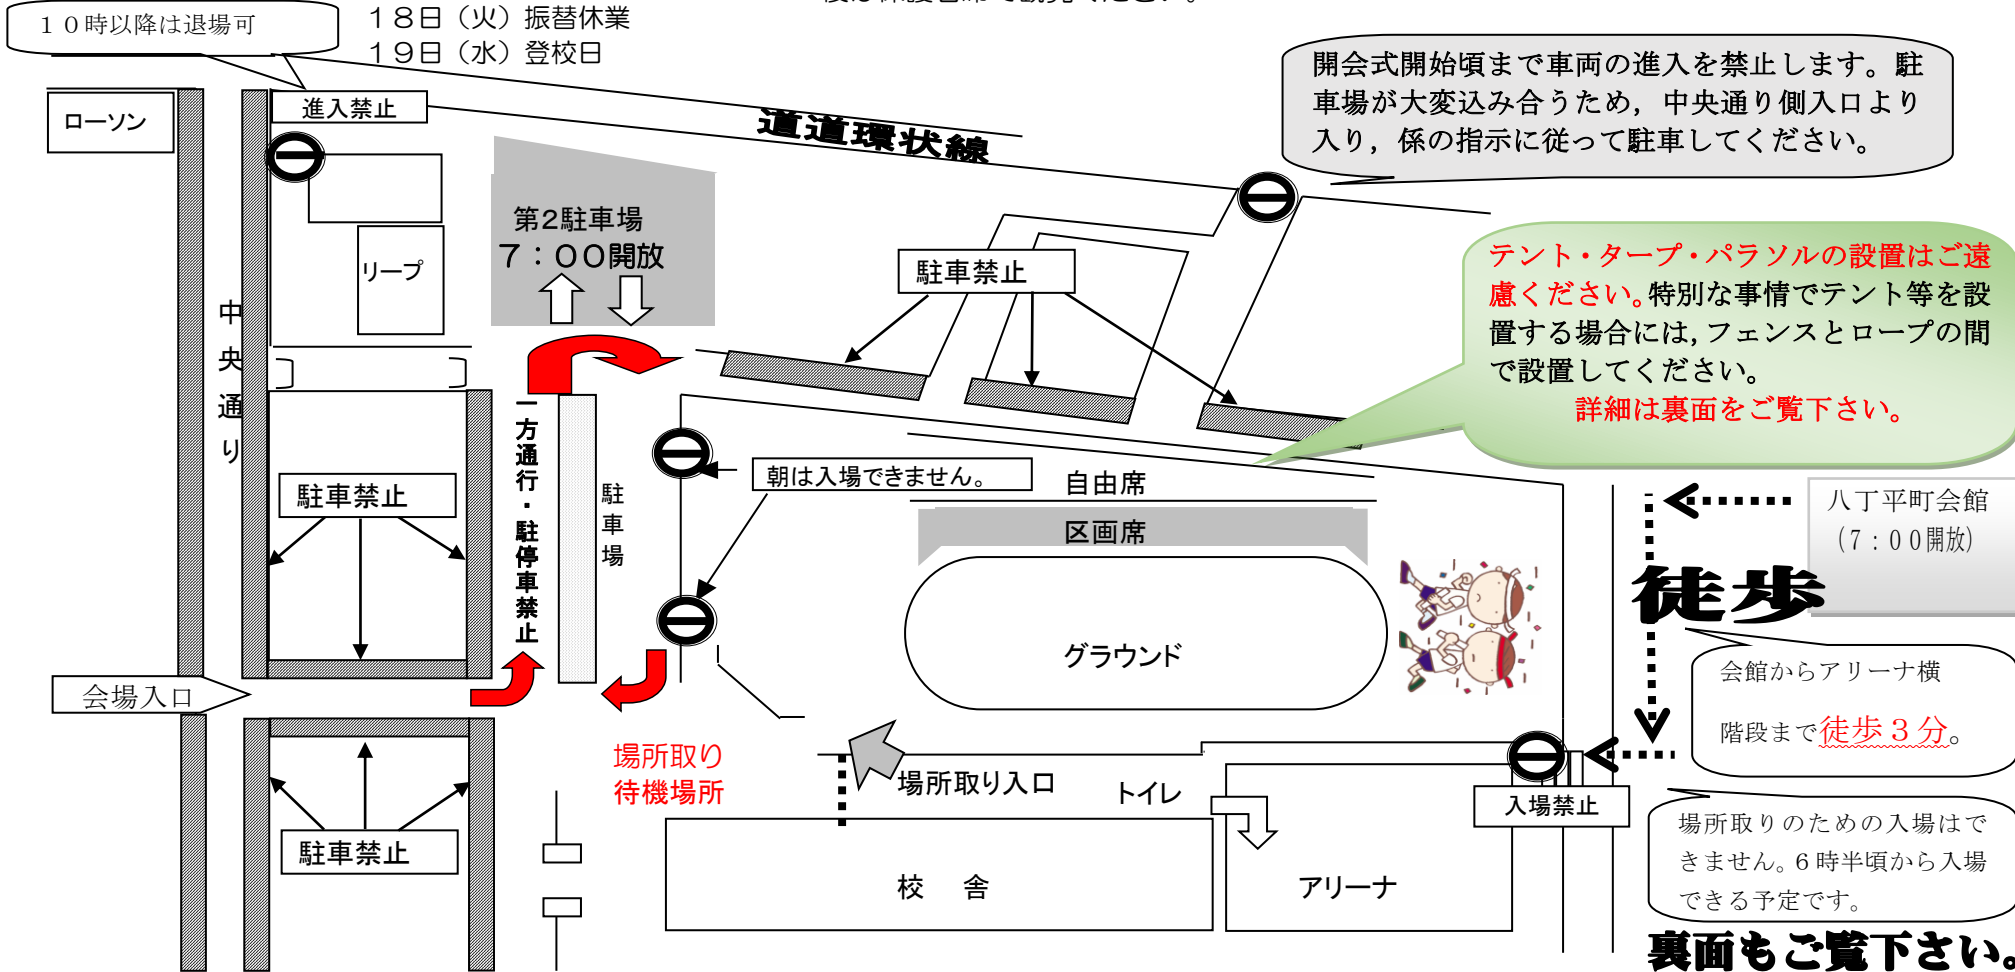 １０時以降は退場可
１８日（火）振替休業
１９日（水）登校日
開会式開始頃まで車両の進入を禁止します。駐
車場が大変込み合うため，中央通り側入口より
入り，係の指示に従って駐車してください。
ローソン
進入禁止
道道環状線
第２駐車場
７：００開放
リープ
駐車禁止
テント・タープ・パラソルの設置はご遠
慮ください。特別な事情でテント等を設
置する場合には,フェンスとロープの間
で設置してください。
詳細は裏面をご覧下さい。
中央通り
一方通行・駐停車禁止
駐車場
駐車禁止
朝は入場できません。
自由席
区画席
グラウンド
八丁平町会館
（７：００開放）
徒歩
会館からアリーナ横
階段まで徒歩３分。
会場入口
場所取り
待機場所
場所取り入口
トイレ
入場禁止
駐車禁止
校　舎
アリーナ
場所取りのための入場はで
きません。６時半頃から入場
できる予定です。
裏面もご覧下さい。